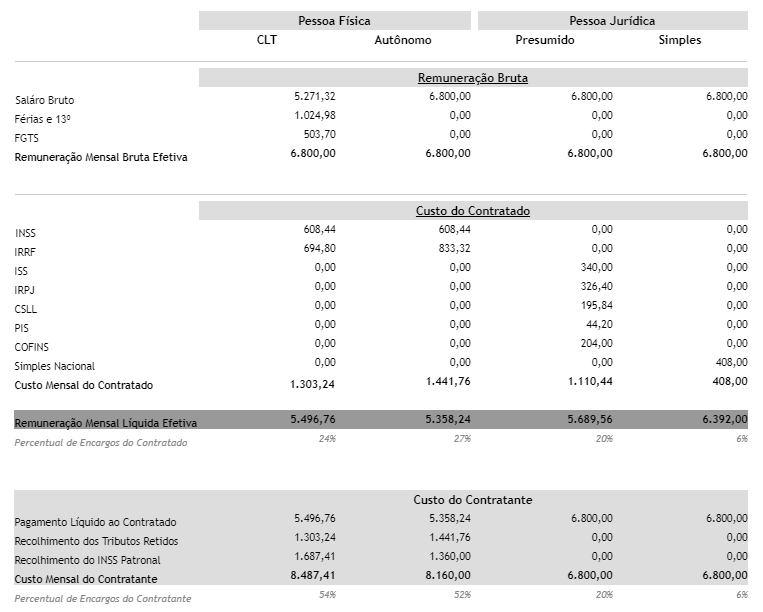 Pessoa Física Pessoa Jurídica
CLT Autônomo Presumido Simples
Remuneração Bruta
Saláro Bruto 5.271,32 6.800,00 6.800,00 6.800,00
Férias e 13º 1.024,98 0,00 0,00 0,00
FGTS 503,70 0,00 0,00 0,00
Remuneração Mensal Bruta Efetiva 6.800,00 6.800,00 6.800,00 6.800,00
Custo do Contratado
INSS 608,44 608,44 0,00 0,00
IRRF 694,80 833,32 0,00 0,00
ISS 0,00 0,00 340,00 0,00
IRPJ 0,00 0,00 326,40 0,00
CSLL 0,00 0,00 195,84 0,00
PIS 0,00 0,00 44,20 0,00
COFINS 0,00 0,00 204,00 0,00
Simples Nacional 0,00 0,00 0,00 408,00
Custo Mensal do Contratado 1.303,24 1.441,76 1.110,44 408,00
Remuneração Mensal Líquida Efetiva 5.496,76 5.358,24 5.689,56 6.392,00
Percentual de Encargos do Contratado 24% 27% 20% 6%
Custo do Contratante
Pagamento Líquido ao Contratado 5.496,76 5.358,24 6.800,00 6.800,00
Recolhimento dos Tributos Retidos 1.303,24 1.441,76 0,00 0,00
Recolhimento do INSS Patronal 1.687,41 1.360,00 0,00 0,00
Custo Mensal do Contratante 8.487,41 8.160,00 6.800,00 6.800,00
Percentual de Encargos do Contratante 54% 52% 20% 6%